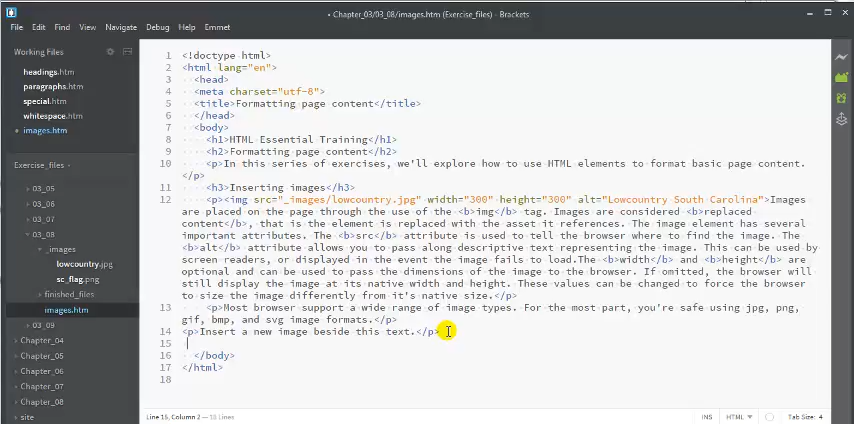 • Chapter_03/03_08/images.htm (Exercise_files) - Brackets
File Edit Find View Navigate Debug Help Emmet
Working Files
headings.htm
paragraphs.htm
special.htm
whitespace.htm
images.htm
Exercise_files
03_05
03_06
03_07
03_08
_images
lowcountry.jpg
sc_flag.png
finished_files
images.htm
03_09
Chapter_04
Chapter_05
Chapter_06
Chapter_07
Chapter_08
site
1 <!doctype html>
2 <html lang="en">
3 <head>
4 <meta charset="utf-8">
5 <title>Formatting page content</title>
6 </head>
7 <body>
8 <h1>HTML Essential Training</h1>
9 <h2>Formatting page content</h2>
10 <p>In this series of exercises, we'll explore how to use HTML elements to format basic page content.
</p>
11 <h3>Inserting images</h3>
12 <p><img src="_images/lowcountry.jpg" width="300" height="300" alt="Lowcountry South Carolina">Images
are placed on the page through the use of the <b>img</b> tag. Images are considered <b>replaced
content</b>, that is the element is replaced with the asset it references. The image element has several
important attributes. The <b>src</b> attribute is used to tell the browser where to find the image. The
<b>alt</b> attribute allows you to pass along descriptive text representing the image. This can be used by
screen readers, or displayed in the event the image fails to load.The <b>width</b> and <b>height</b> are
optional and can be used to pass the dimensions of the image to the browser. If omitted, the browser will
still display the image at its native width and height. These values can be changed to force the browser
to size the image differently from it's native size.</p>
13 <p>Most browser support a wide range of image types. For the most part, you're safe using jpg, png,
gif, bmp, and svg image formats.</p>
14 <p>Insert a new image beside this text.</p>
15
16 </body>
17 </html>
18
Line 15, Column 2 — 18 Lines
INS HTML Tab Size: 4